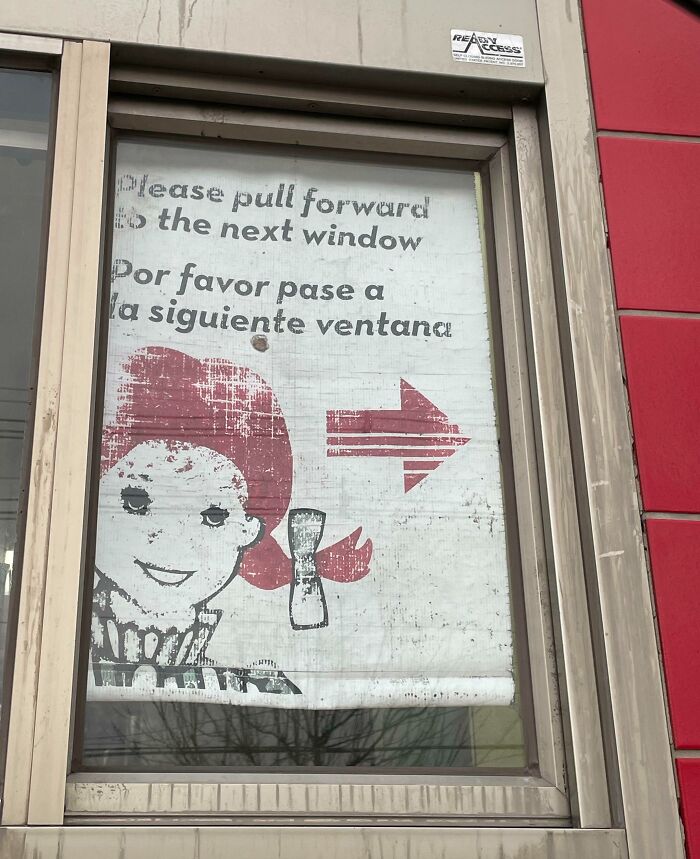 READY
ACCESS
Please pull forward
to the next window
Por favor pase a
la siguiente ventana